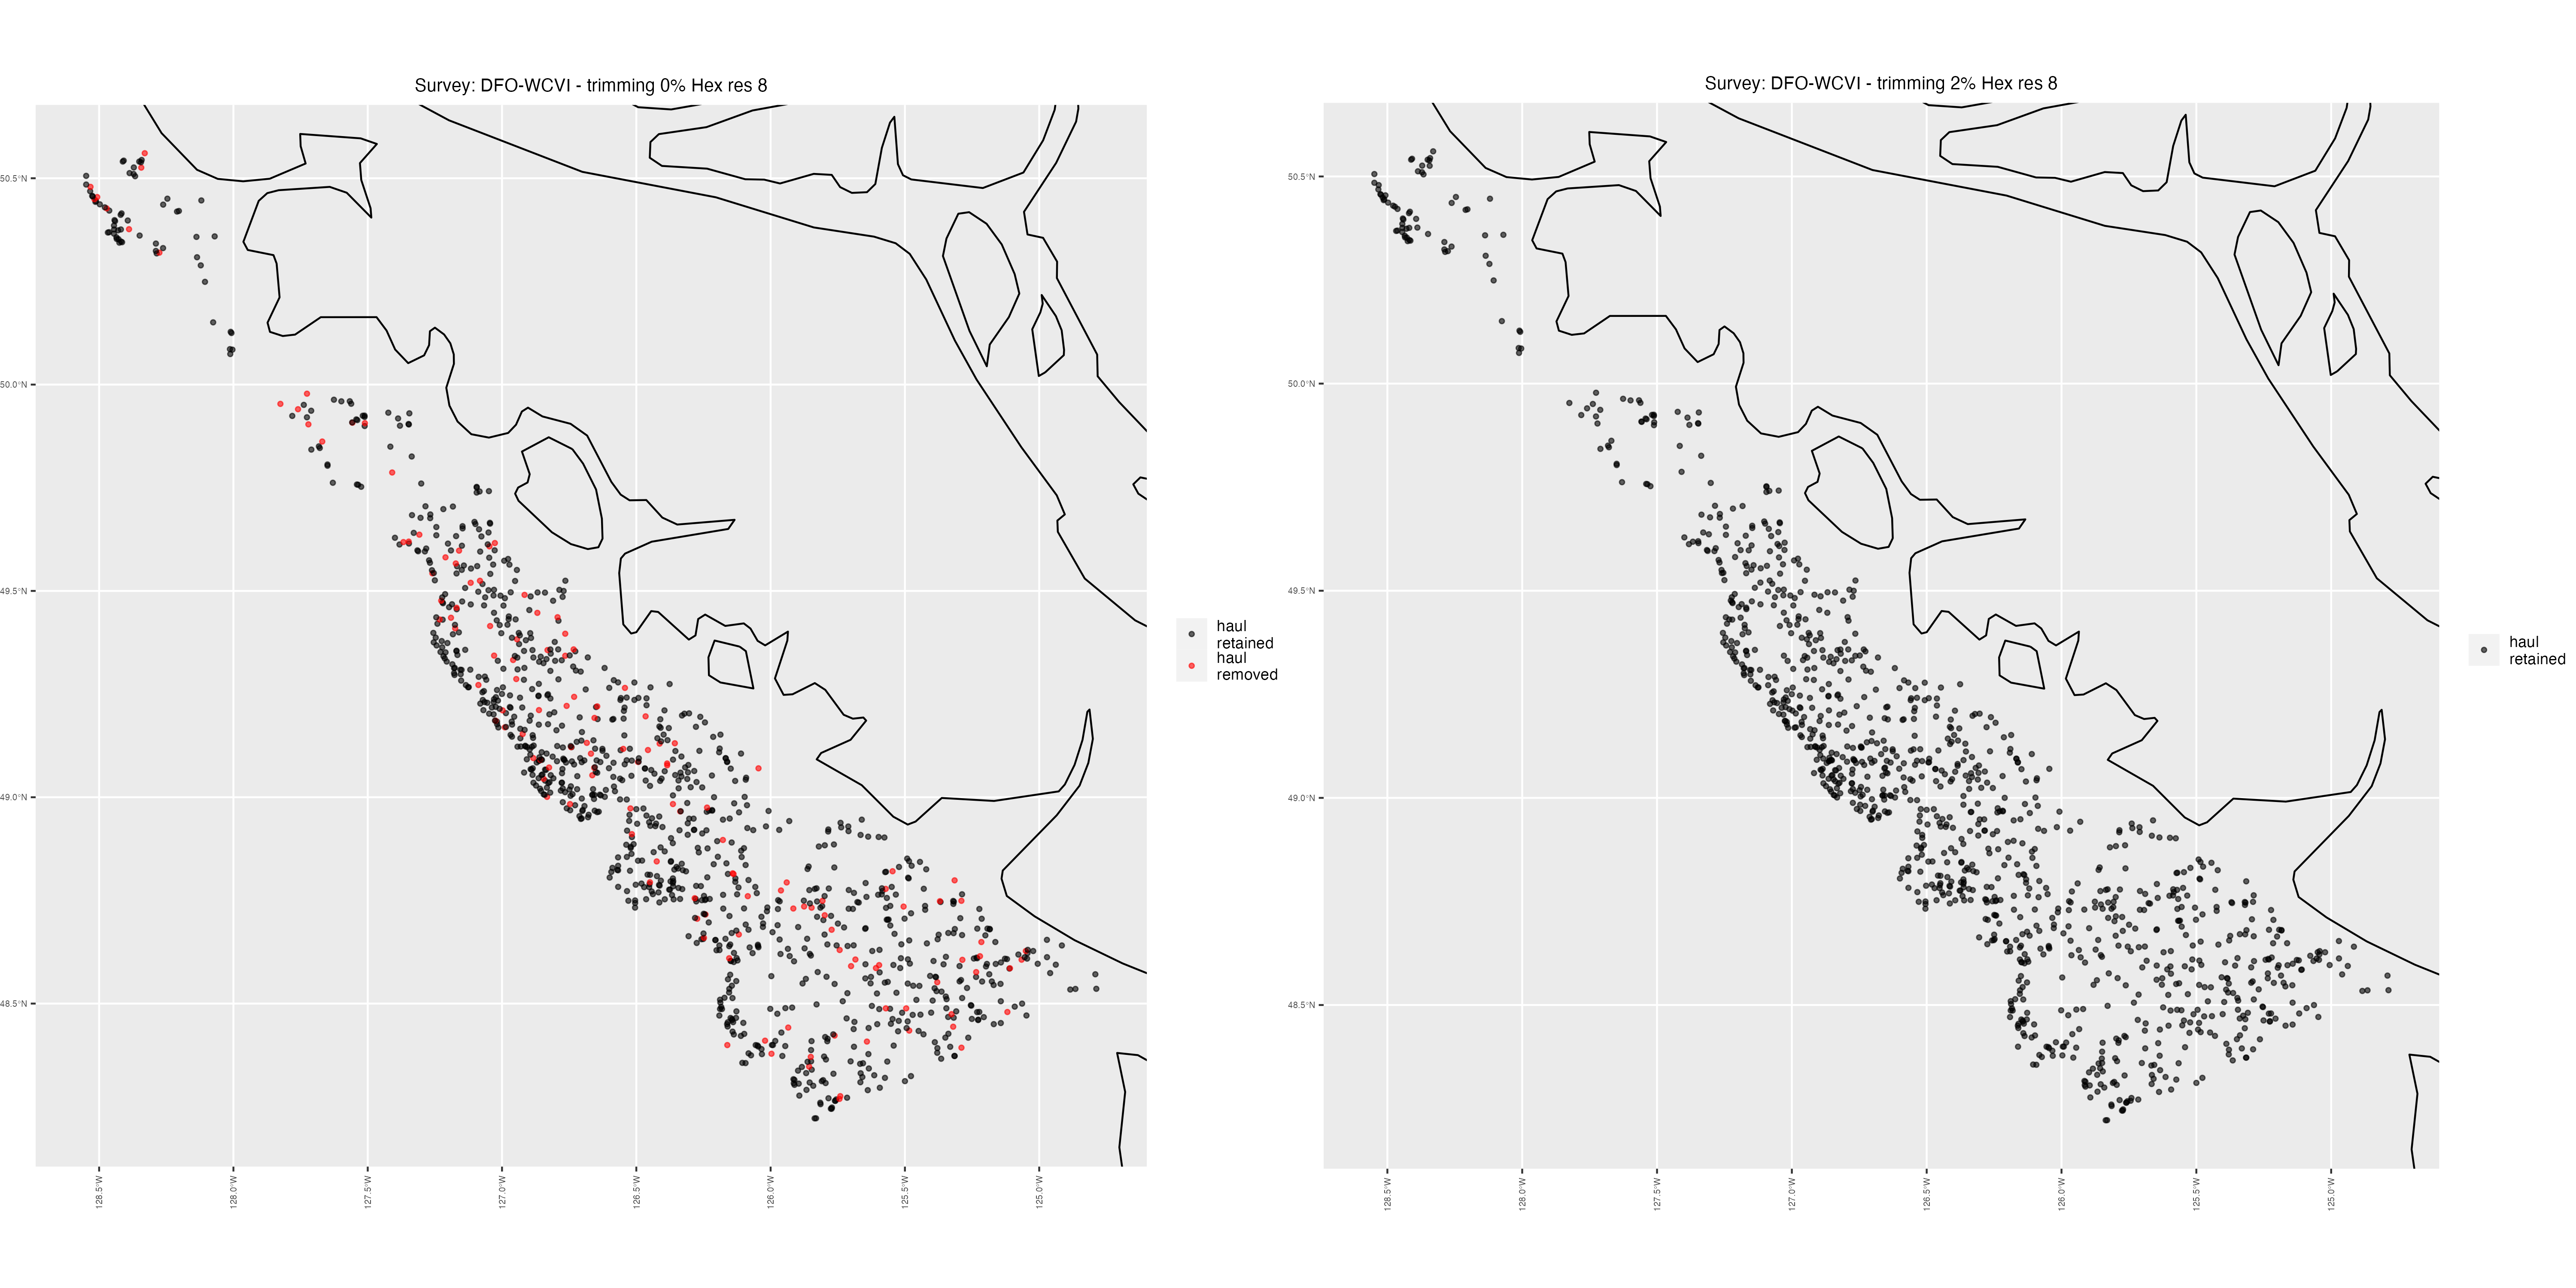 Survey: DFO-WCVI - trimming 0% Hex res 8
50.5°N
50.0°N
49.5°N
49.0°N
48.5°N
128.5°W
128.0°W
127.5°W
127.0°W
126.5°W
126.0°W
125.5°W
125.0°W
haul
retained
haul
removed
Survey: DFO-WCVI - trimming 2% Hex res 8
50.5°N
50.0°N
49.5°N
49.0°N
48.5°N
128.5°W
128.0°W
127.5°W
127.0°W
126.5°W
126.0°W
125.5°W
125.0°W
haul
retained